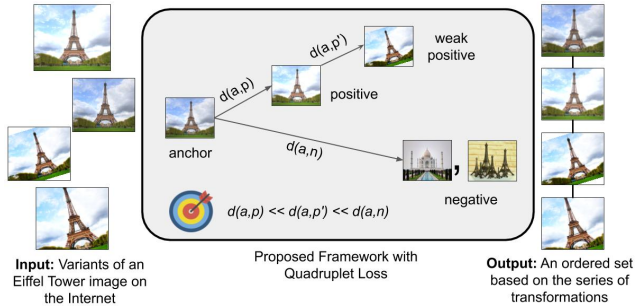 d(a,p)
d(a,p')
weak
positive
positive
anchor
d(a,n)
,
negative
d(a,p) << d(a,p') << d(a,n)
Input: Variants of an
Eiffel Tower image on
the Internet
Proposed Framework with
Quadruplet Loss
Output: An ordered set
based on the series of
transformations